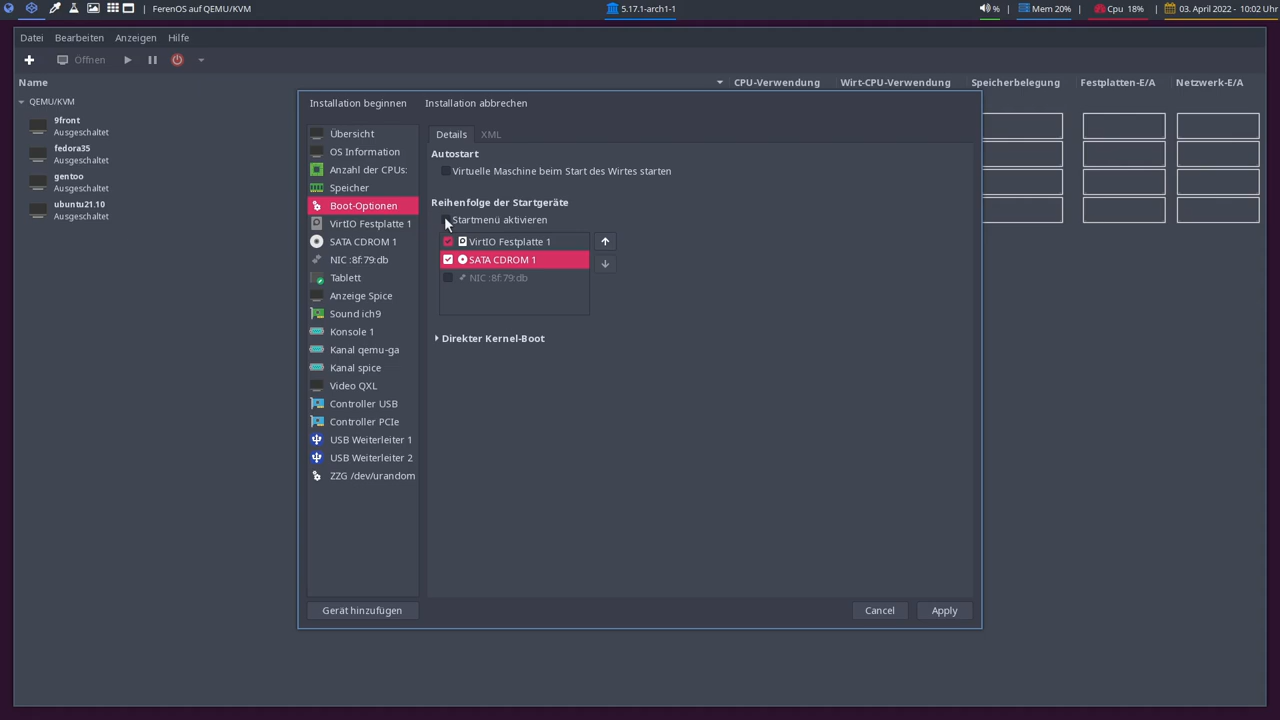 FerenOS auf QEMU/KVM
5.17.1-arch1-1
% | Mem 20% | Cpu 18% | 03. April 2022 - 10:02 Uhr
Datei Bearbeiten Anzeigen Hilfe
Öffnen
Name CPU-Verwendung Wirt-CPU-Verwendung Speicherbelegung Festplatten-E/A Netzwerk-E/A
QEMU/KVM
9front
Ausgeschaltet
fedora35
Ausgeschaltet
gentoo
Ausgeschaltet
ubuntu21.10
Ausgeschaltet
Installation beginnen Installation abbrechen
Übersicht
OS Information
Anzahl der CPUs:
Speicher
Boot-Optionen
VirtIO Festplatte 1
SATA CDROM 1
NIC :8f:79:db
Tablett
Anzeige Spice
Sound ich9
Konsole 1
Kanal qemu-ga
Kanal spice
Video QXL
Controller USB
Controller PCIe
USB Weiterleiter 1
USB Weiterleiter 2
ZZG /dev/urandom
Gerät hinzufügen
Details XML
Autostart
Virtuelle Maschine beim Start des Wirtes starten
Reihenfolge der Startgeräte
Startmenü aktivieren
VirtIO Festplatte 1
SATA CDROM 1
NIC :8f:79:db
Direkter Kernel-Boot
Cancel Apply